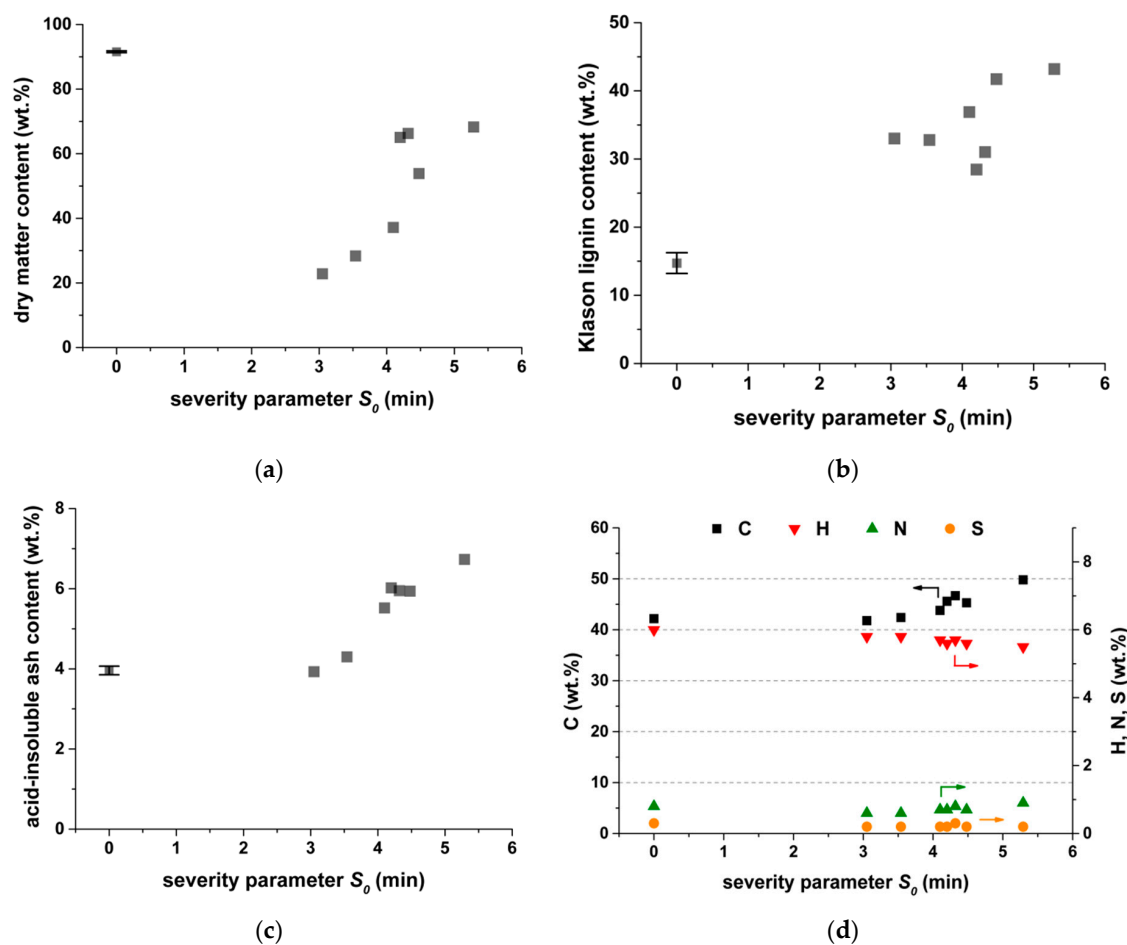 100
80
60
40
20
0
dry matter content (wt.%)
0 1 2 3 4 5 6
severity parameter S0 (min)
(a)
50
40
30
20
10
0
Klason lignin content (wt.%)
0 1 2 3 4 5 6
severity parameter S0 (min)
(b)
8
6
4
2
0
acid-insoluble ash content (wt.%)
0 1 2 3 4 5 6
severity parameter S0 (min)
(c)
C H N S
60
50
40
30
20
10
0
C (wt.%)
8
6
4
2
0
H, N, S (wt.%)
0 1 2 3 4 5 6
severity parameter S0 (min)
(d)